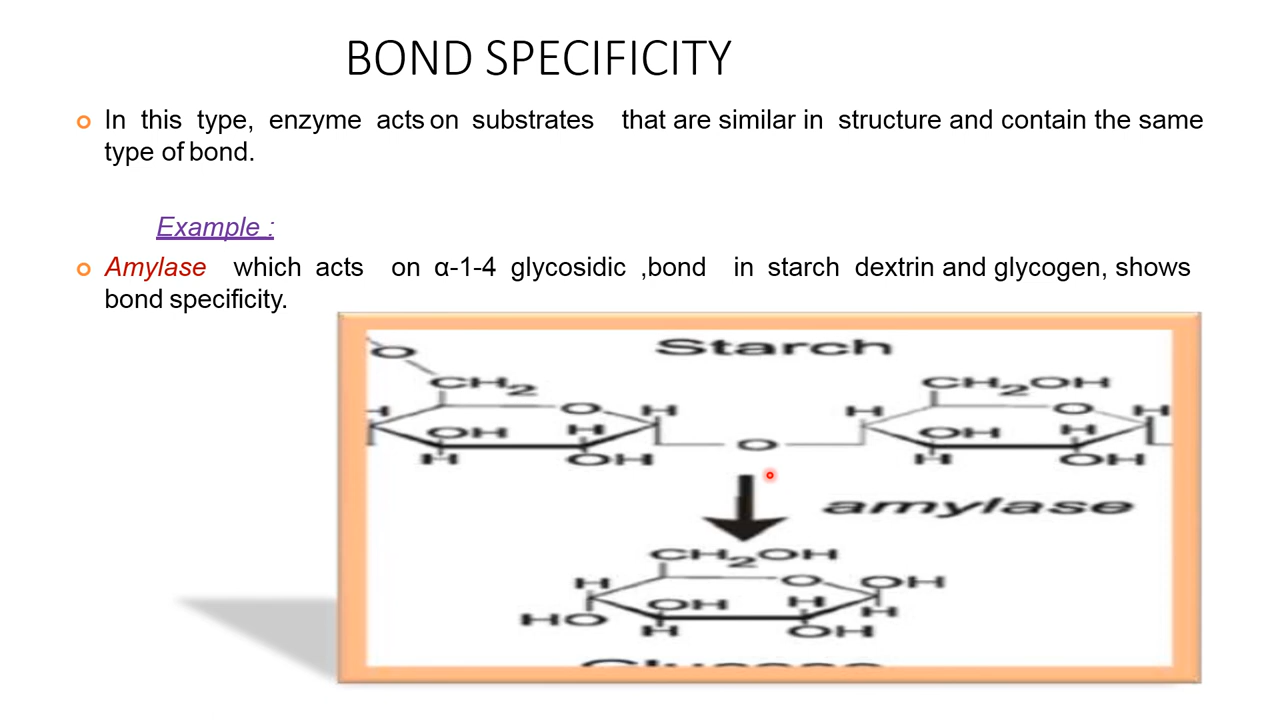 BOND SPECIFICITY
In this type, enzyme acts on substrates that are similar in structure and contain the same
type of bond.
Example :
Amylase which acts on α-1-4 glycosidic ,bond in starch dextrin and glycogen, shows
bond specificity.
Starch
O
CH2 CH2OH
H O H H O H
OH H OH H
O
H OH H OH
amylase
CH2OH
H O OH
OH H H
HO H OH